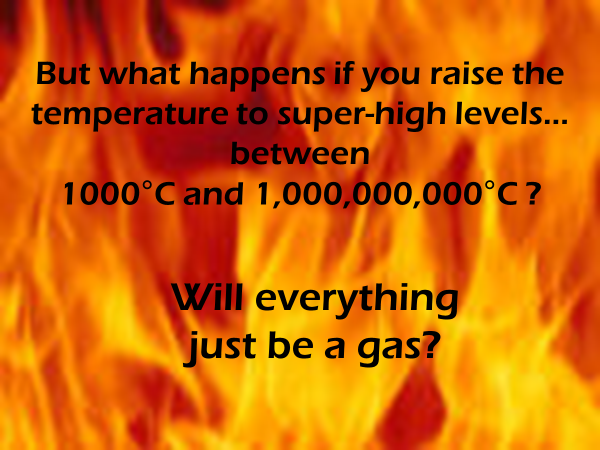 But what happens if you raise the
temperature to super-high levels...
between
1000°C and 1,000,000,000°C ?
Will everything
just be a gas?